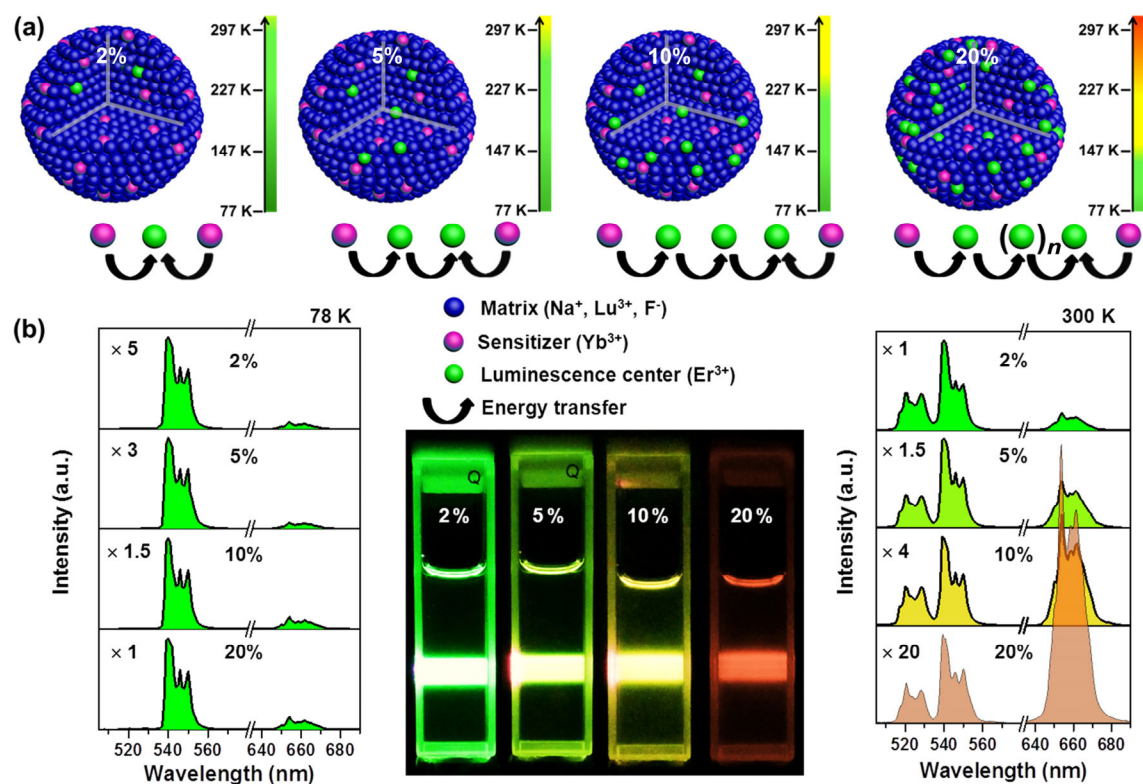 (a)
2% 5% 10% 20%
297 K 297 K 297 K 297 K
227 K 227 K 227 K 227 K
147 K 147 K 147 K 147 K
77 K 77 K 77 K 77 K
( )n
(b)
Matrix (Na⁺, Lu³⁺, F⁻)
Sensitizer (Yb³⁺)
Luminescence center (Er³⁺)
Energy transfer
78 K
× 5 2%
× 3 5%
× 1.5 10%
× 1 20%
Intensity (a.u.)
520 540 560 640 660 680
Wavelength (nm)
Q Q
2% 5% 10% 20%
300 K
× 1 2%
× 1.5 5%
× 4 10%
× 20 20%
Intensity (a.u.)
520 540 560 640 660 680
Wavelength (nm)